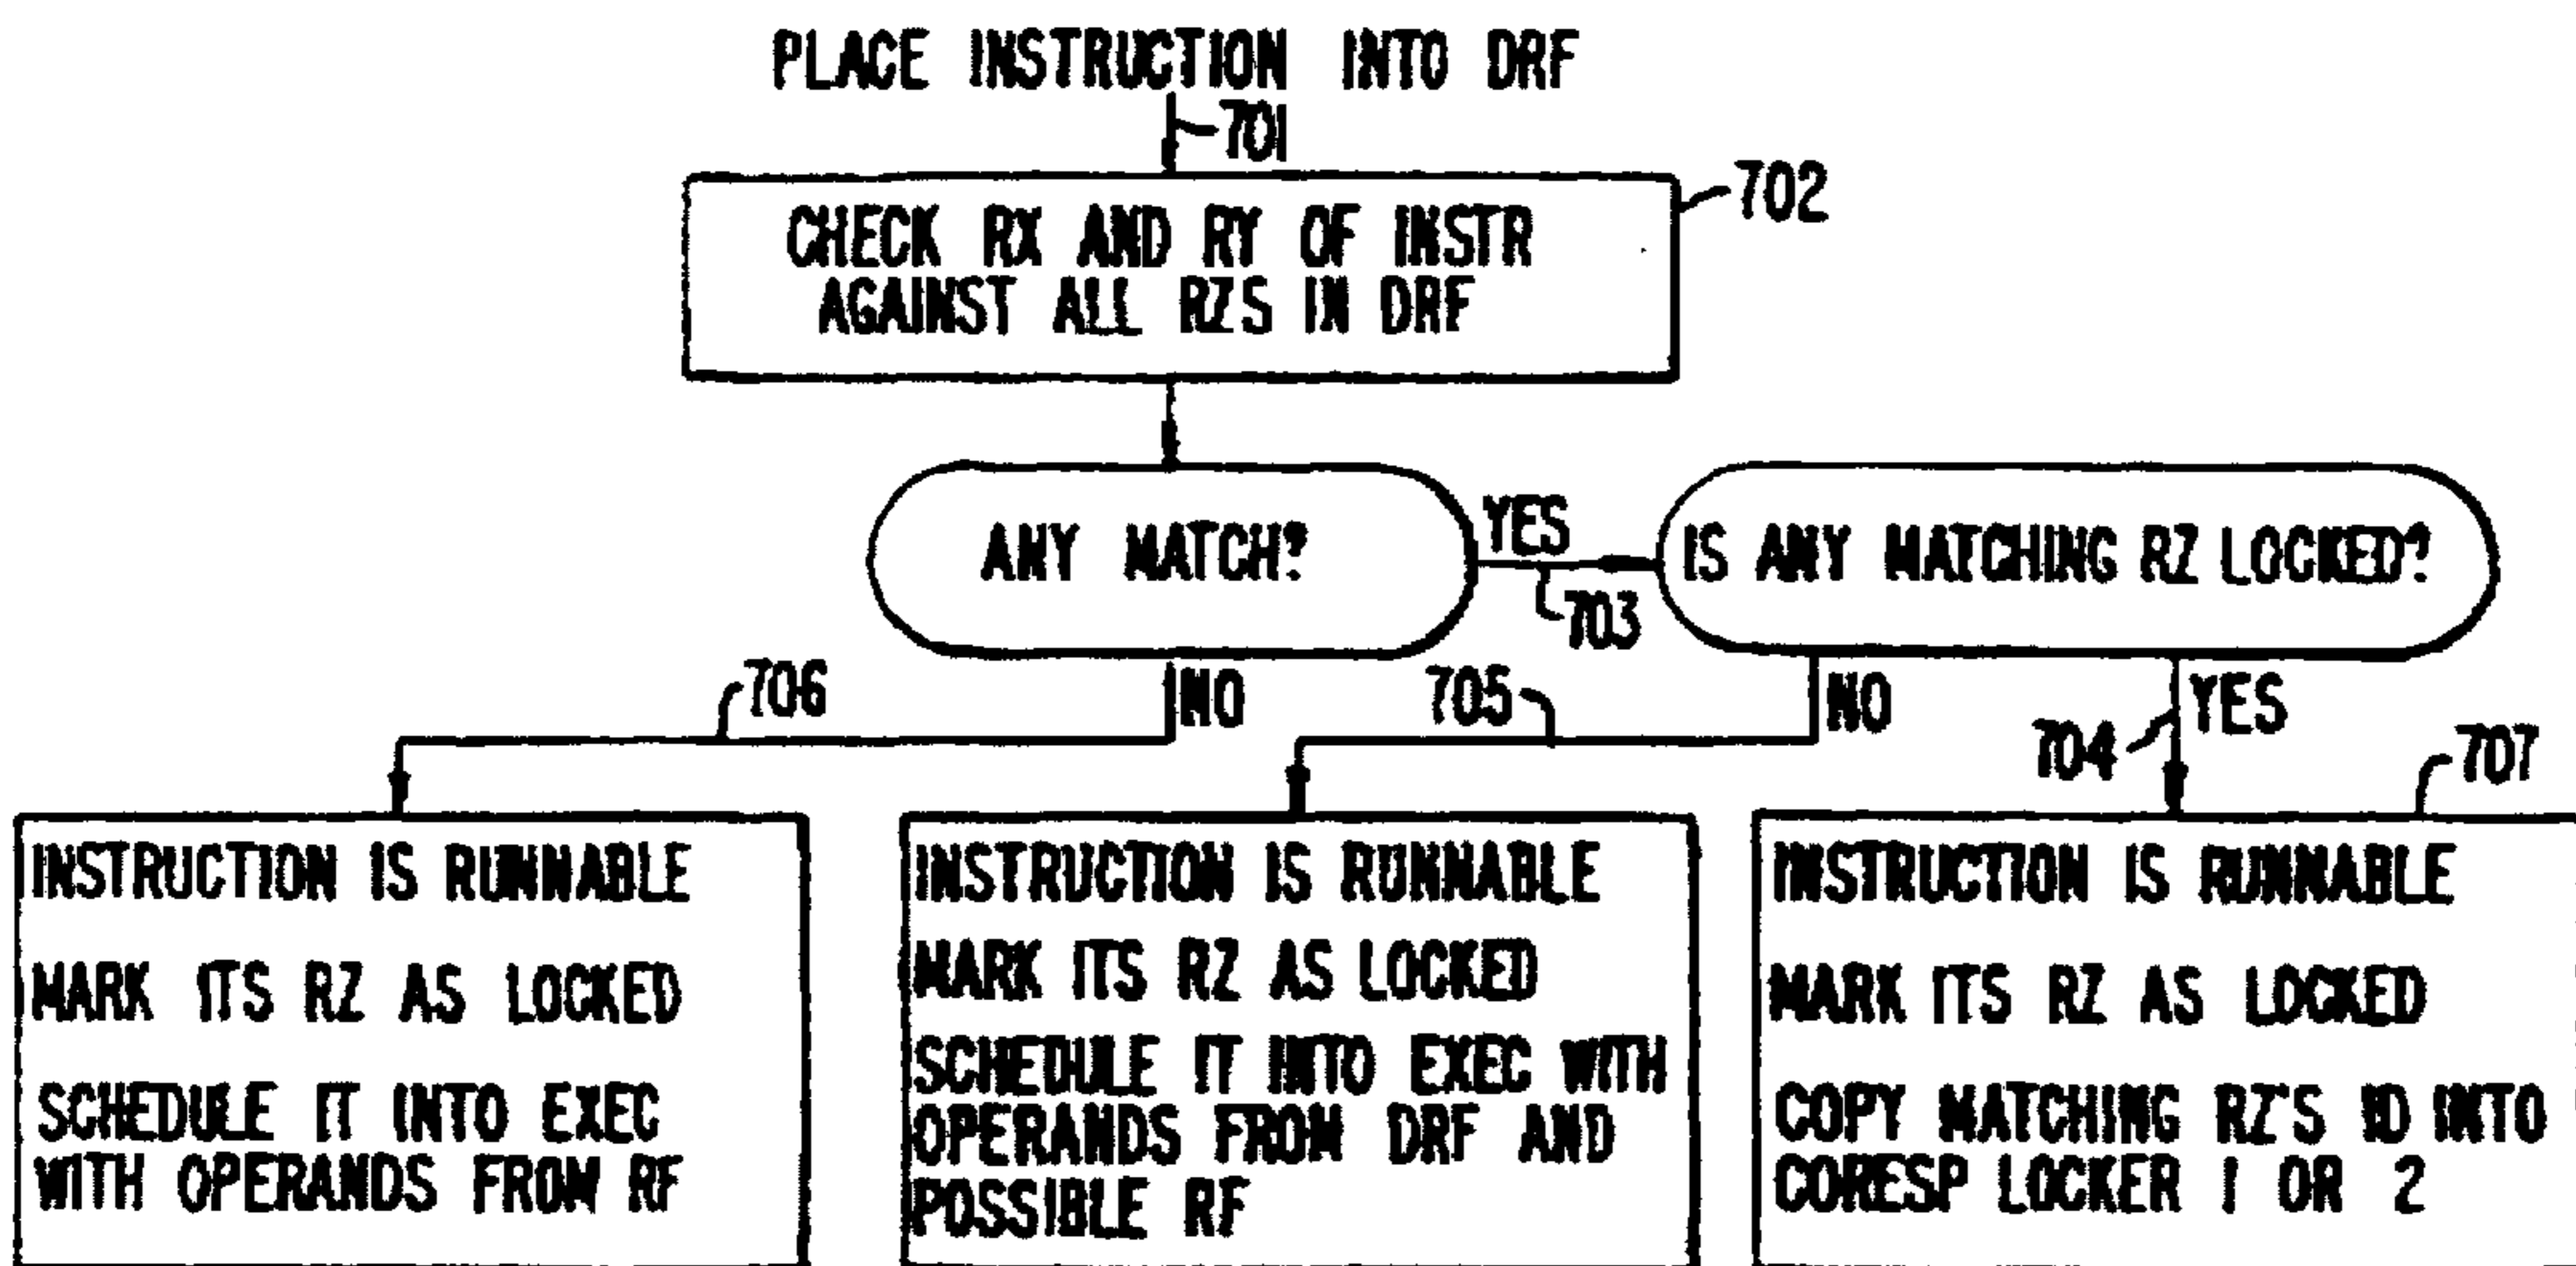 PLACE INSTRUCTION INTO DRF
701
702
CHECK RX AND RY OF INSTR
AGAINST ALL RZS IN DRF
ANY MATCH?
YES
703
IS ANY MATCHING RZ LOCKED?
706
NO
705
NO
704
YES
707
INSTRUCTION IS RUNNABLE
MARK ITS RZ AS LOCKED
SCHEDULE IT INTO EXEC
WITH OPERANDS FROM RF
INSTRUCTION IS RUNNABLE
MARK ITS RZ AS LOCKED
SCHEDULE IT INTO EXEC WITH
OPERANDS FROM DRF AND
POSSIBLE RF
INSTRUCTION IS RUNNABLE
MARK ITS RZ AS LOCKED
COPY MATCHING RZ'S ID INTO
CORESP LOCKER 1 OR 2